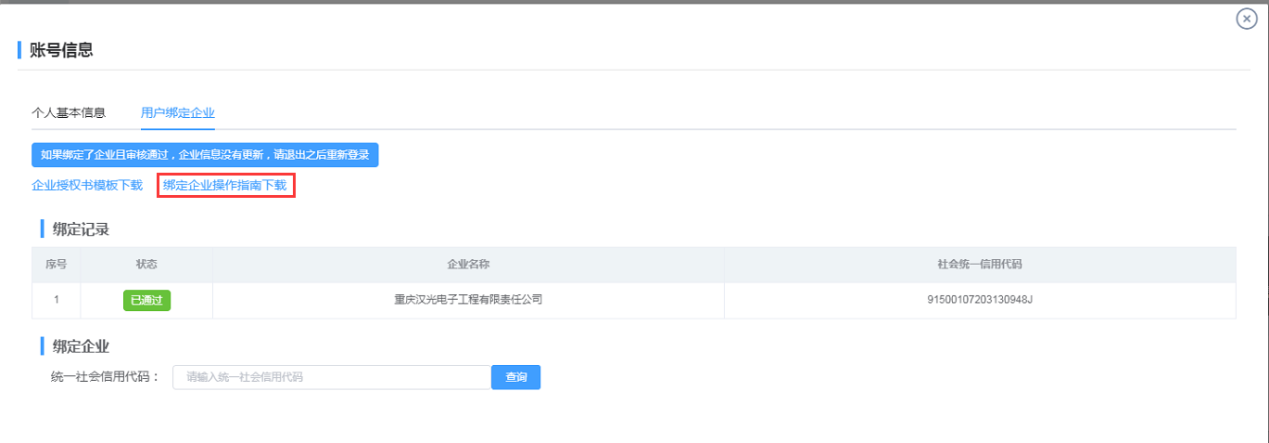 账号信息
个人基本信息 用户绑定企业
如果绑定了企业且审核通过，企业信息没有更新，请退出之后重新登录
企业授权书模板下载 绑定企业操作指南下载
绑定记录
序号 状态 企业名称 社会统一信用代码
1 已通过 重庆汉光电子工程有限责任公司 91500107203130948J
绑定企业
统一社会信用代码： 请输入统一社会信用代码 查询